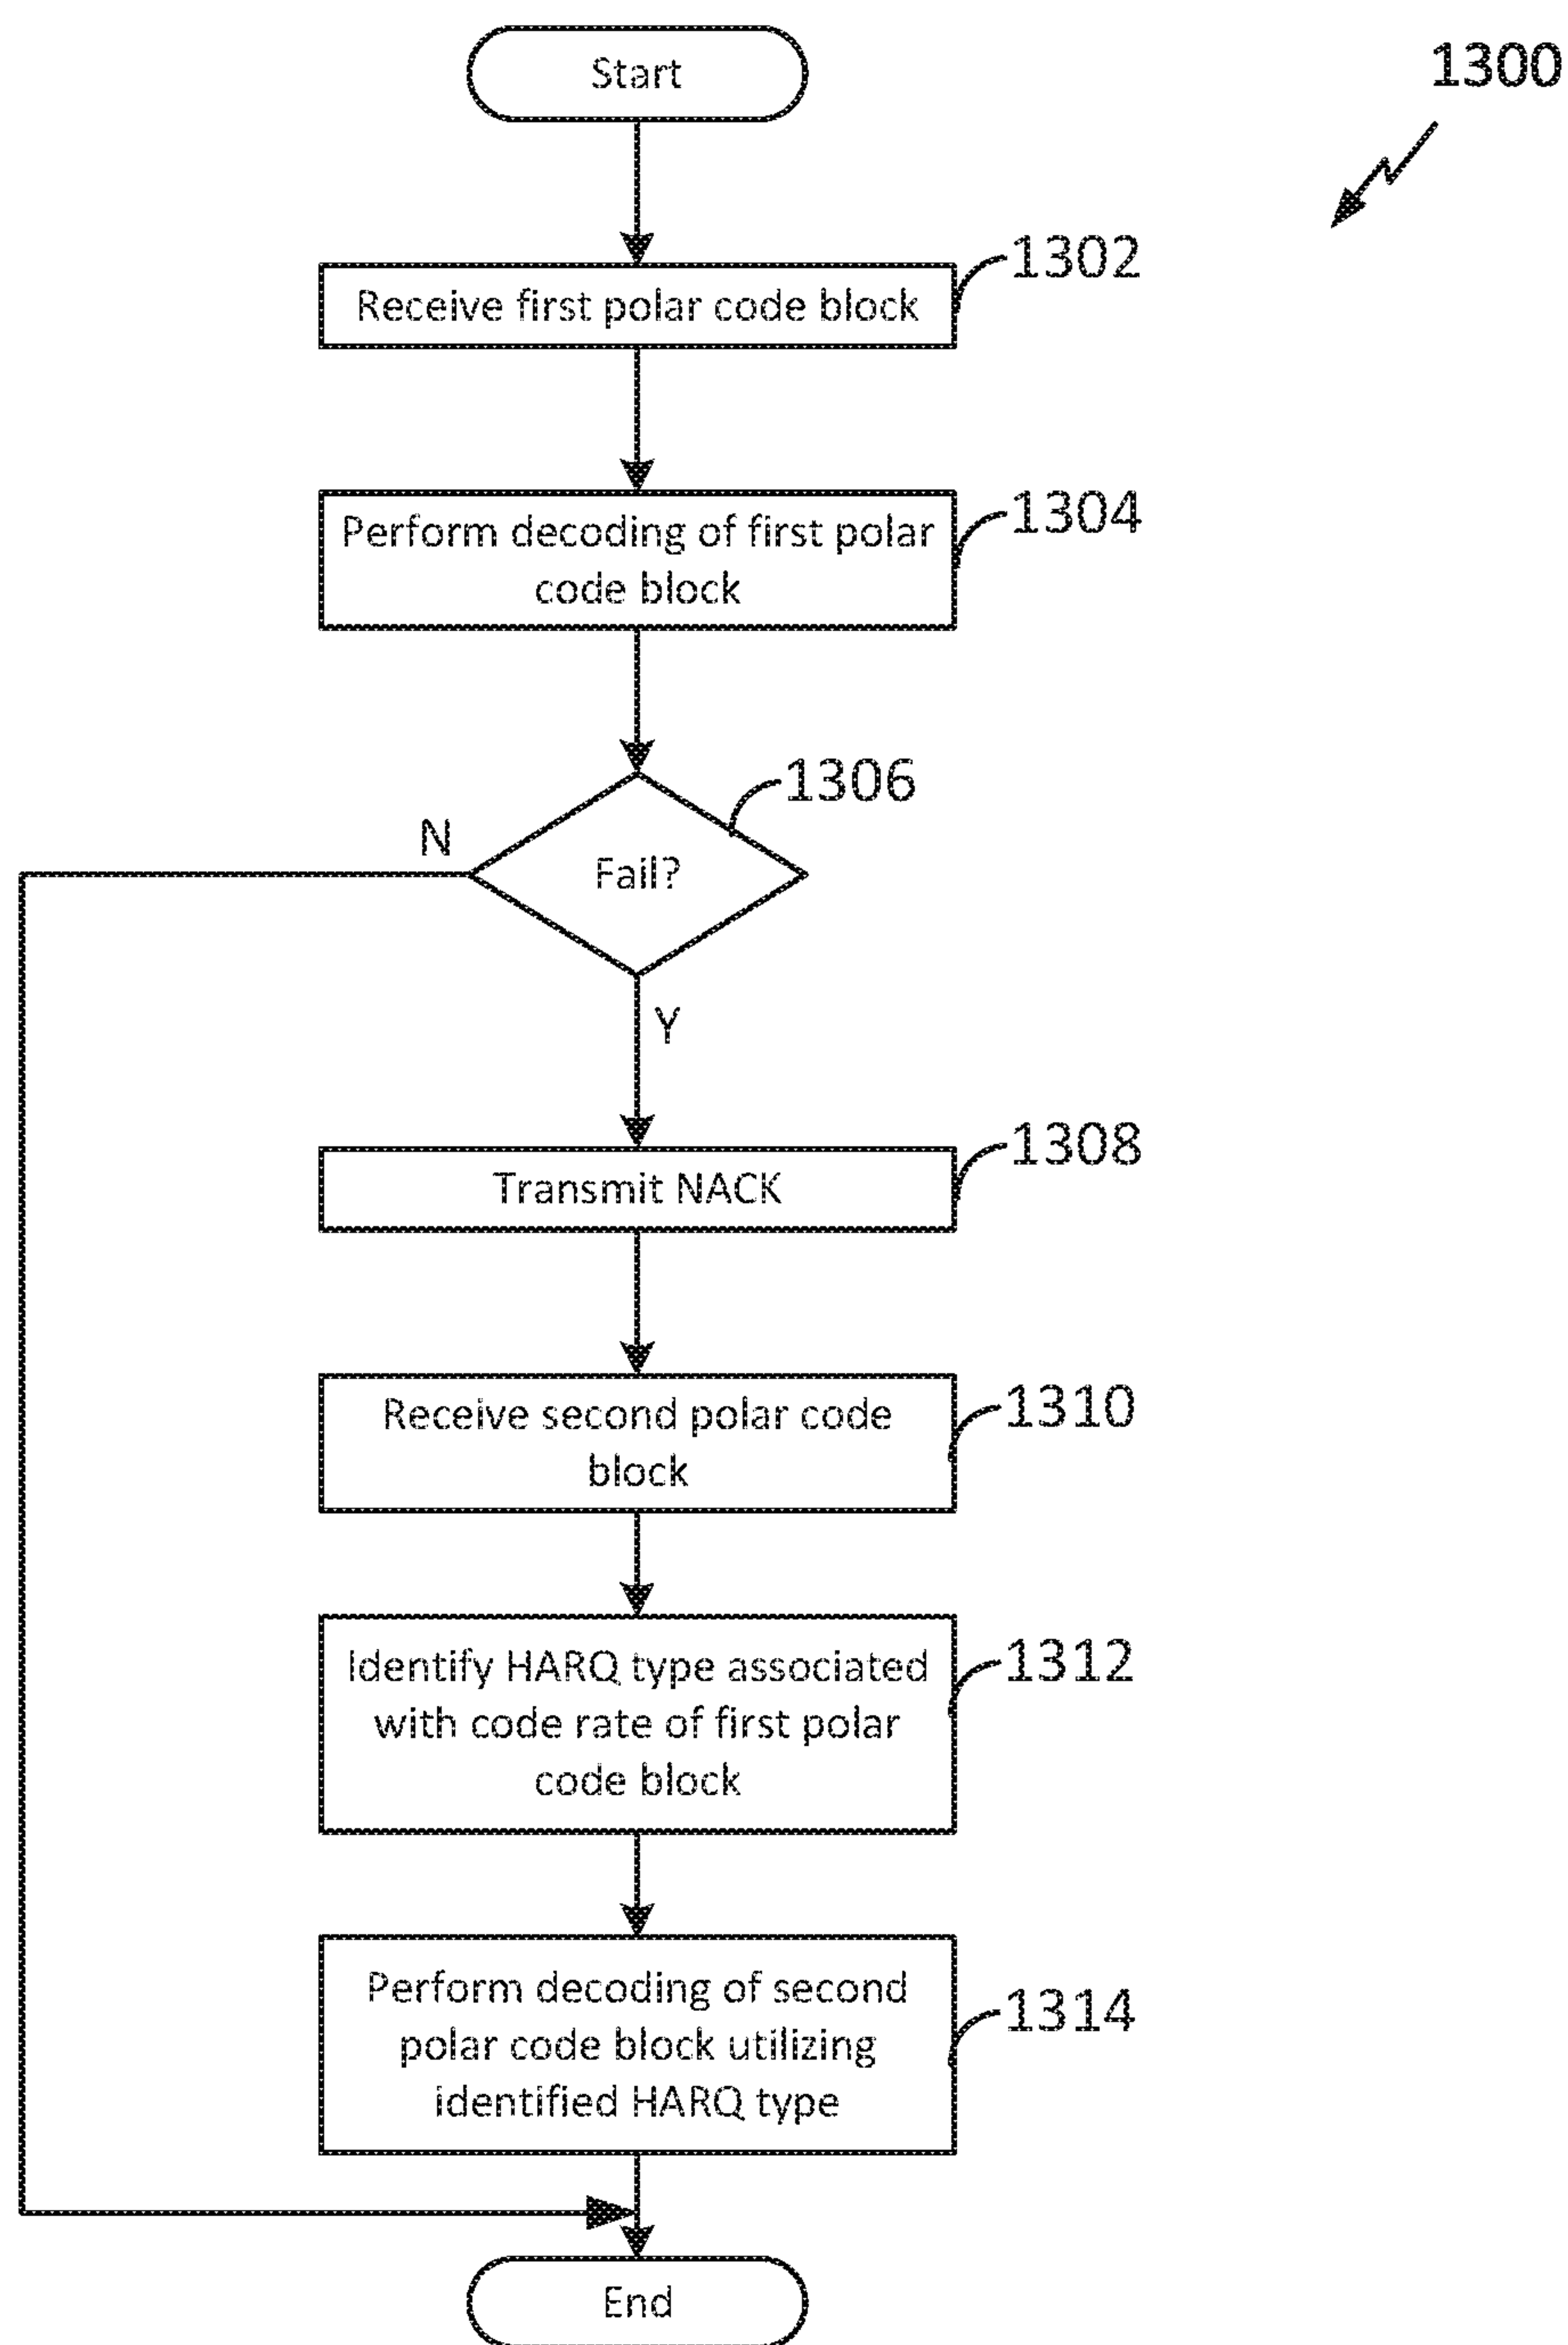 Start
1300
1302
Receive first polar code block
1304
Perform decoding of first polar
code block
1306
N
Fail?
Y
1308
Transmit NACK
1310
Receive second polar code
block
1312
Identify HARQ type associated
with code rate of first polar
code block
1314
Perform decoding of second
polar code block utilizing
identified HARQ type
End